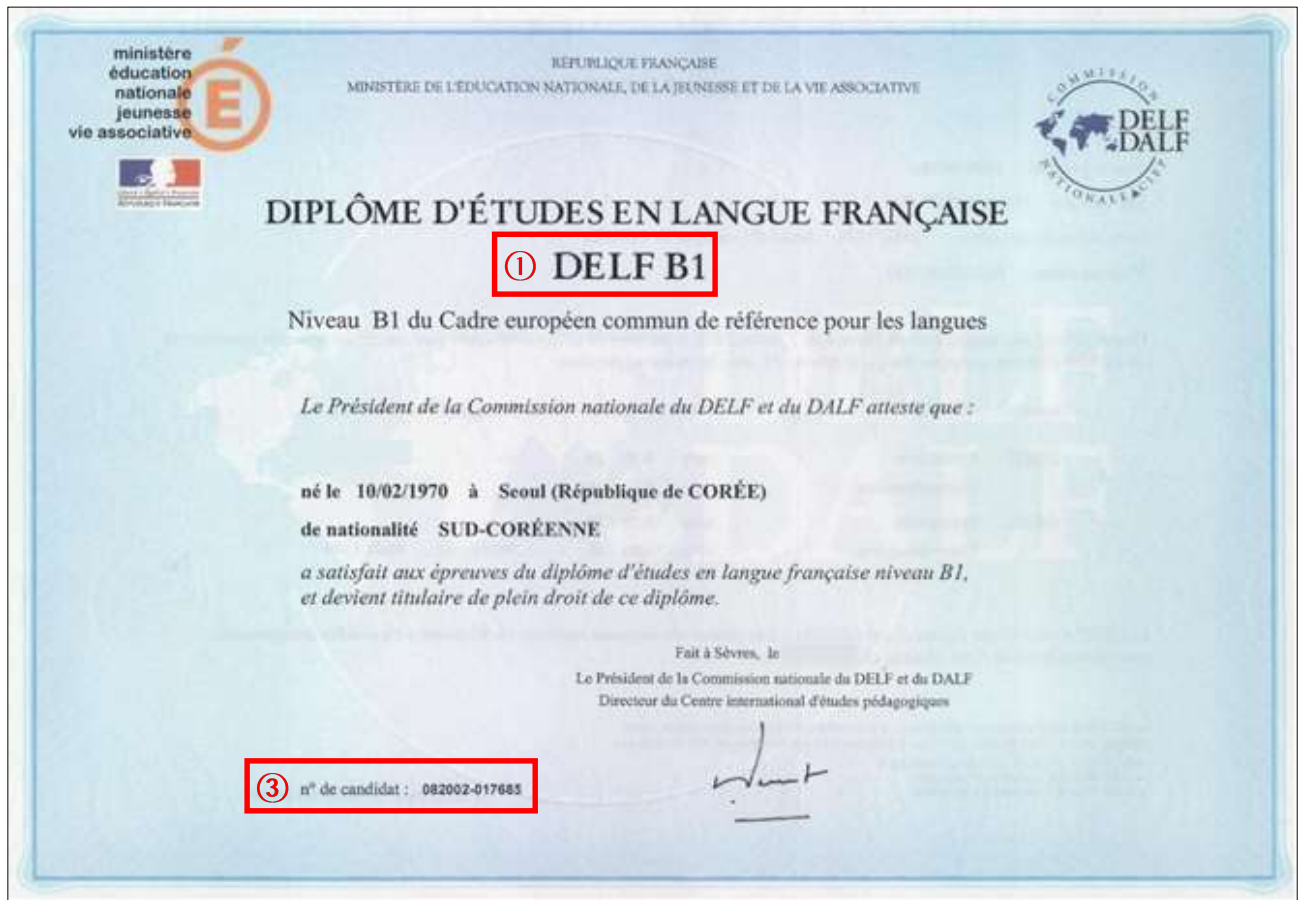 ministère
éducation
nationale
jeunesse
vie associative
RÉPUBLIQUE FRANÇAISE
MINISTÈRE DE L'ÉDUCATION NATIONALE, DE LA JEUNESSE ET DE LA VIE ASSOCIATIVE
COMMISSION NATIONALE
DELF
DALF
DIPLÔME D'ÉTUDES EN LANGUE FRANÇAISE
① DELF B1
Niveau B1 du Cadre européen commun de référence pour les langues
Le Président de la Commission nationale du DELF et du DALF atteste que :
né le 10/02/1970 à Seoul (République de CORÉE)
de nationalité SUD-CORÉENNE
a satisfait aux épreuves du diplôme d'études en langue française niveau B1,
et devient titulaire de plein droit de ce diplôme.
Fait à Sèvres, le
Le Président de la Commission nationale du DELF et du DALF
Directeur du Centre international d'études pédagogiques
③ n° de candidat : 082002-017685
DELF
DALF